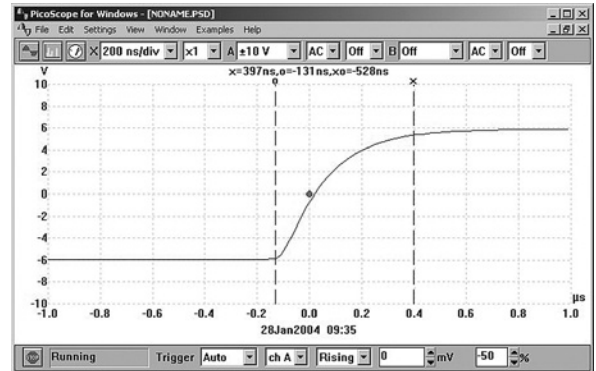 PicoScope for Windows - [NONAME.PSD]
File Edit Settings View Window Examples Help
X 200 ns/div x1 A ±10 V AC Off B Off AC Off
V x=397ns,o=-131ns,xo=-528ns
10 o x
8
6
4
2
0
-2
-4
-6
-8
-10 µs
-1.0 -0.8 -0.6 -0.4 -0.2 0.0 0.2 0.4 0.6 0.8 1.0
28Jan2004 09:35
Running Trigger Auto ch A Rising 0 mV -50 %